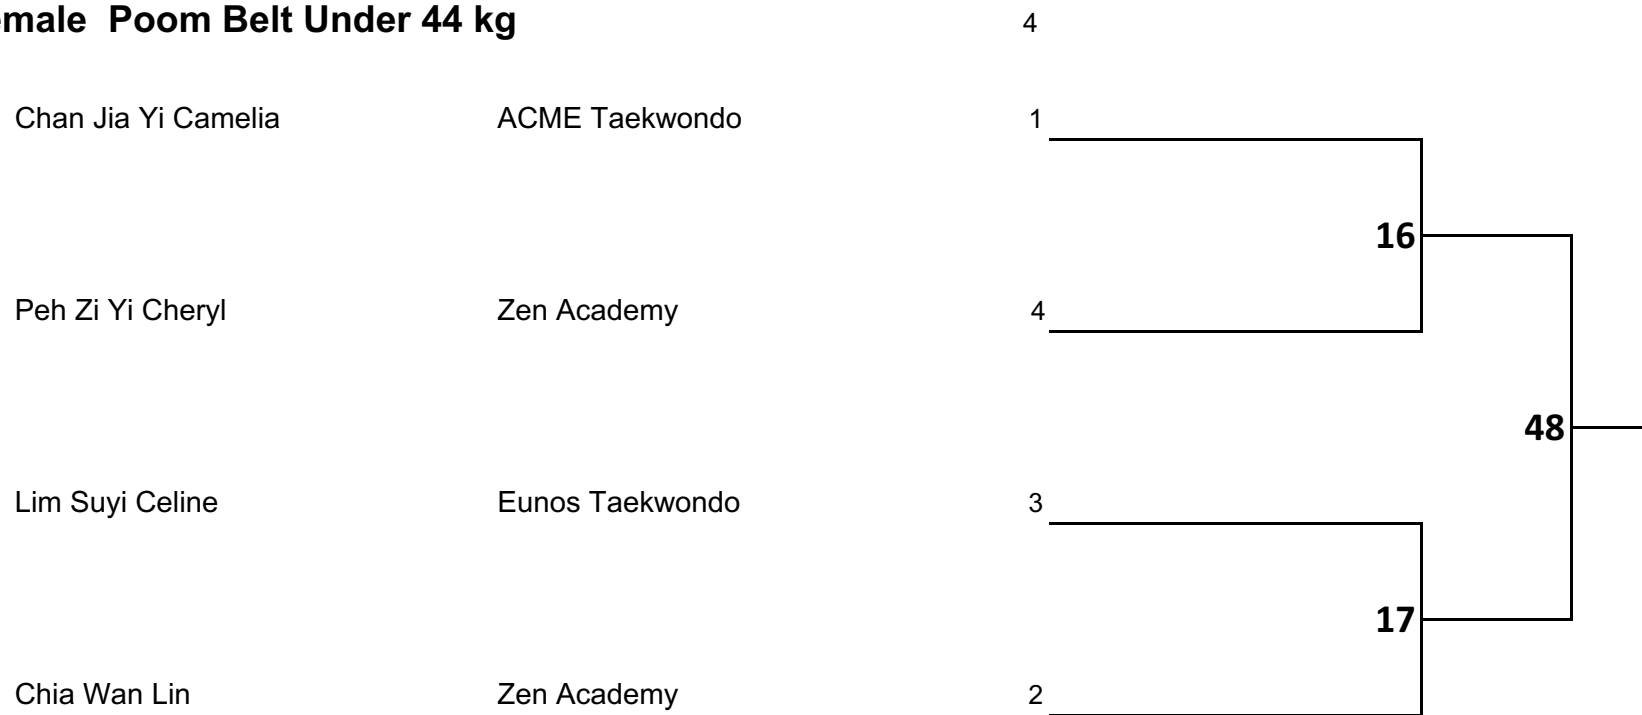 emale Poom Belt Under 44 kg 4
Chan Jia Yi Camelia ACME Taekwondo 1
16
Peh Zi Yi Cheryl Zen Academy 4
48
Lim Suyi Celine Eunos Taekwondo 3
17
Chia Wan Lin Zen Academy 2